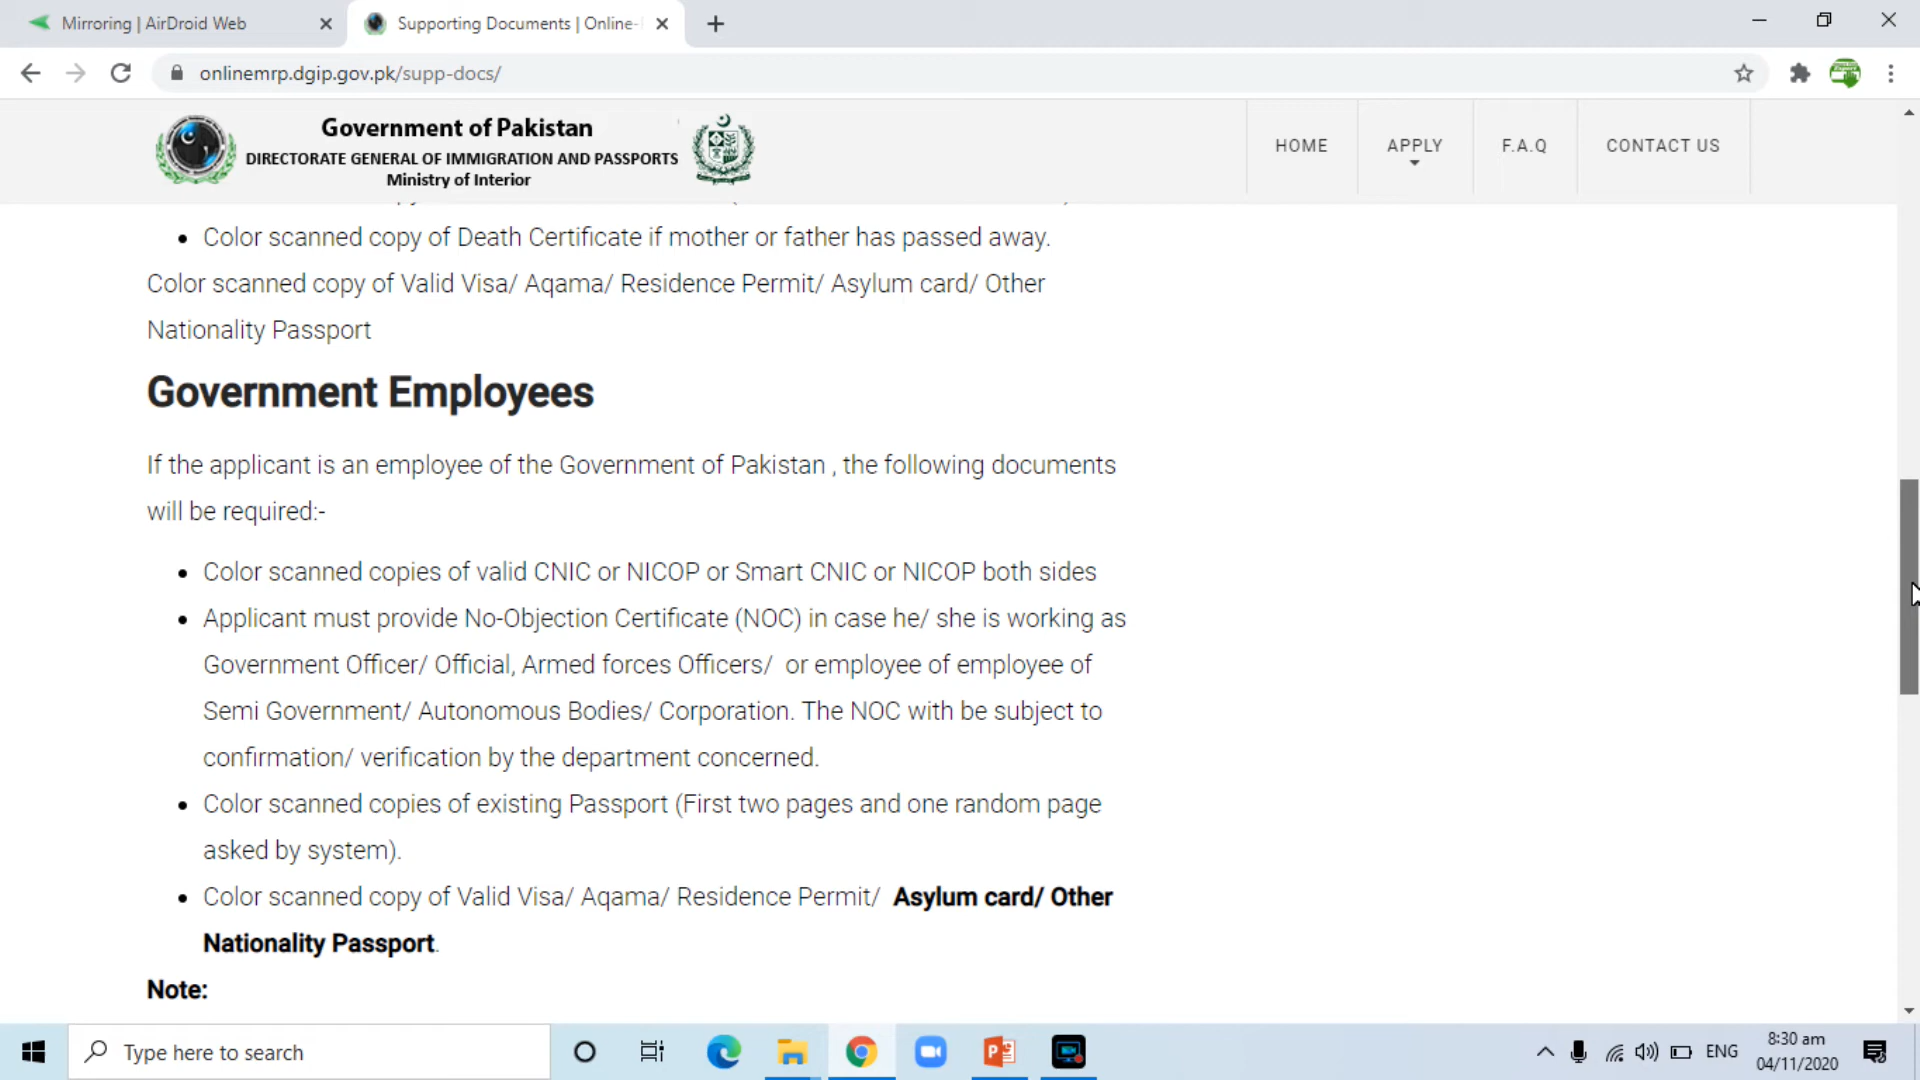 Mirroring | AirDroid Web
Supporting Documents | Online-
onlinemrp.dgip.gov.pk/supp-docs/
Government of Pakistan
DIRECTORATE GENERAL OF IMMIGRATION AND PASSPORTS
Ministry of Interior
HOME
APPLY
F.A.Q
CONTACT US
• Color scanned copy of Death Certificate if mother or father has passed away.
Color scanned copy of Valid Visa/ Aqama/ Residence Permit/ Asylum card/ Other
Nationality Passport
Government Employees
If the applicant is an employee of the Government of Pakistan , the following documents
will be required:-
• Color scanned copies of valid CNIC or NICOP or Smart CNIC or NICOP both sides
• Applicant must provide No-Objection Certificate (NOC) in case he/ she is working as
Government Officer/ Official, Armed forces Officers/  or employee of employee of
Semi Government/ Autonomous Bodies/ Corporation. The NOC with be subject to
confirmation/ verification by the department concerned.
• Color scanned copies of existing Passport (First two pages and one random page
asked by system).
• Color scanned copy of Valid Visa/ Aqama/ Residence Permit/  Asylum card/ Other
Nationality Passport.
Note:
Type here to search
ENG
8:30 am
04/11/2020